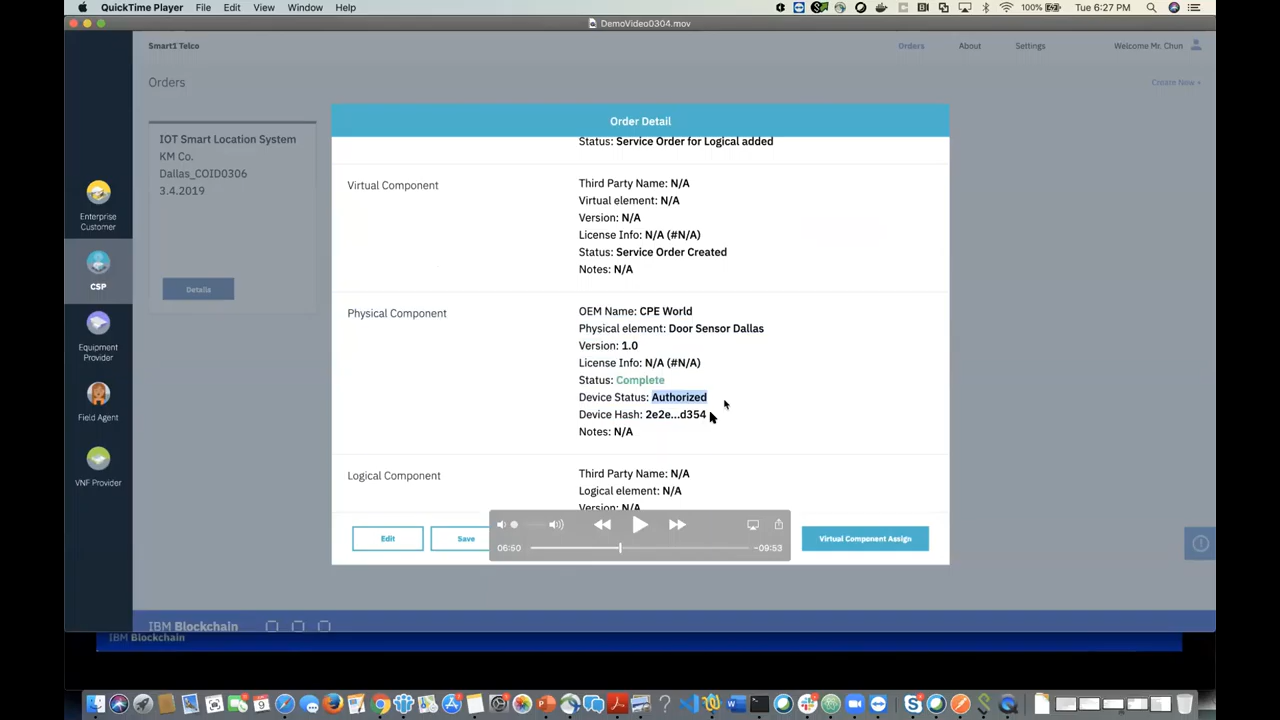 QuickTime Player File Edit View Window Help
100% Tue 6:27 PM
DemoVideo0304.mov
Smart1 Telco
Orders About Settings Welcome Mr. Chun
Orders
Create New +
IOT Smart Location System
KM Co.
Dallas_COID0306
3.4.2019
Details
Enterprise
Customer
CSP
Equipment
Provider
Field Agent
VNF Provider
Order Detail
Status: Service Order for Logical added
Virtual Component
Third Party Name: N/A
Virtual element: N/A
Version: N/A
License Info: N/A (#N/A)
Status: Service Order Created
Notes: N/A
Physical Component
OEM Name: CPE World
Physical element: Door Sensor Dallas
Version: 1.0
License Info: N/A (#N/A)
Status: Complete
Device Status: Authorized
Device Hash: 2e2e...d354
Notes: N/A
Logical Component
Third Party Name: N/A
Logical element: N/A
Version: N/A
Edit Save Virtual Component Assign
06:50 -09:53
IBM Blockchain
IBM Blockchain